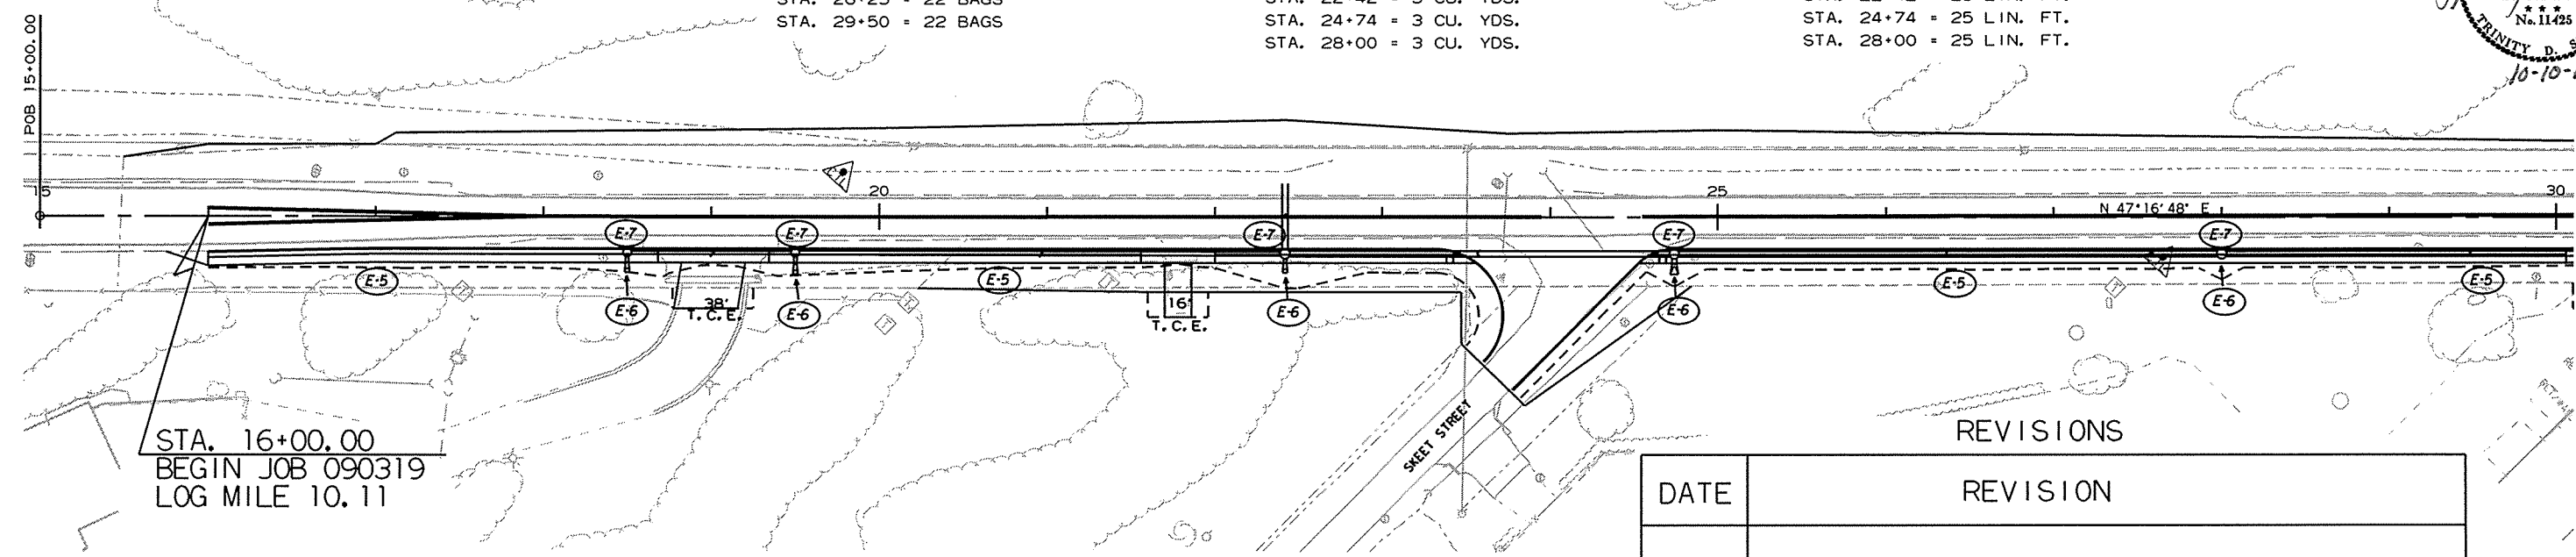 STA. 29+50 = 22 BAGS
STA. 24+74 = 3 CU. YDS.
STA. 28+00 = 3 CU. YDS.
STA. 24+74 = 25 LIN. FT.
STA. 28+00 = 25 LIN. FT.
No. 11425
TRINITY D.
10-10-
POB 15+00.00
15
20
25
30
N 47°16'48" E
E-7
E-7
E-7
E-7
E-7
E-5
E-5
E-5
E-5
E-6
E-6
E-6
E-6
E-6
38'
T.C.E.
16'
T.C.E.
SKEET STREET
STA. 16+00.00
BEGIN JOB 090319
LOG MILE 10.11
REVISIONS
DATE
REVISION